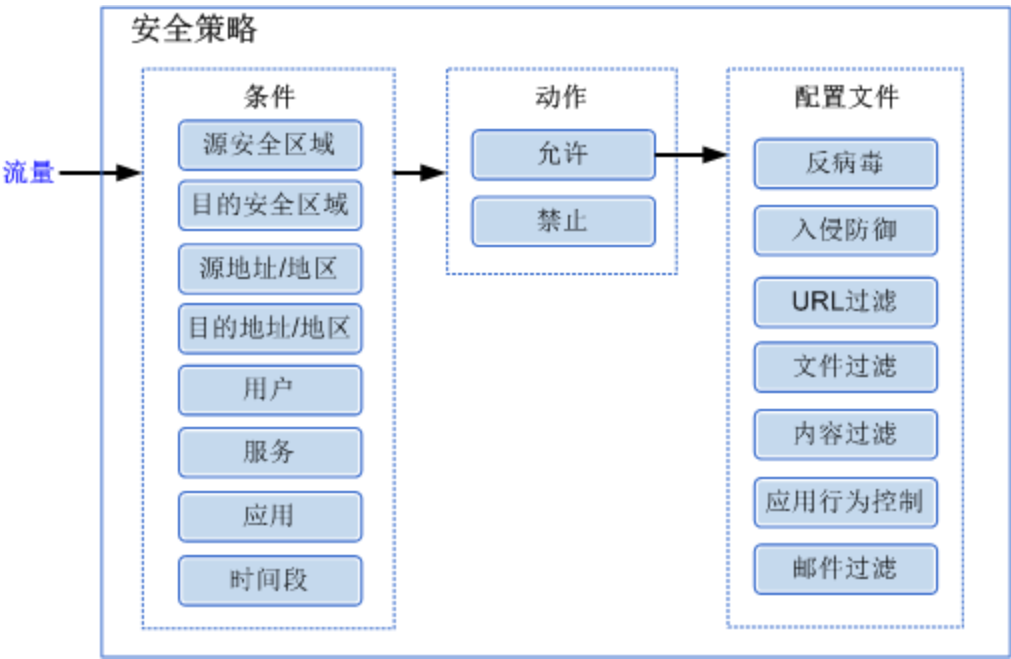 安全策略
流量
条件
源安全区域
目的安全区域
源地址/地区
目的地址/地区
用户
服务
应用
时间段
动作
允许
禁止
配置文件
反病毒
入侵防御
URL过滤
文件过滤
内容过滤
应用行为控制
邮件过滤